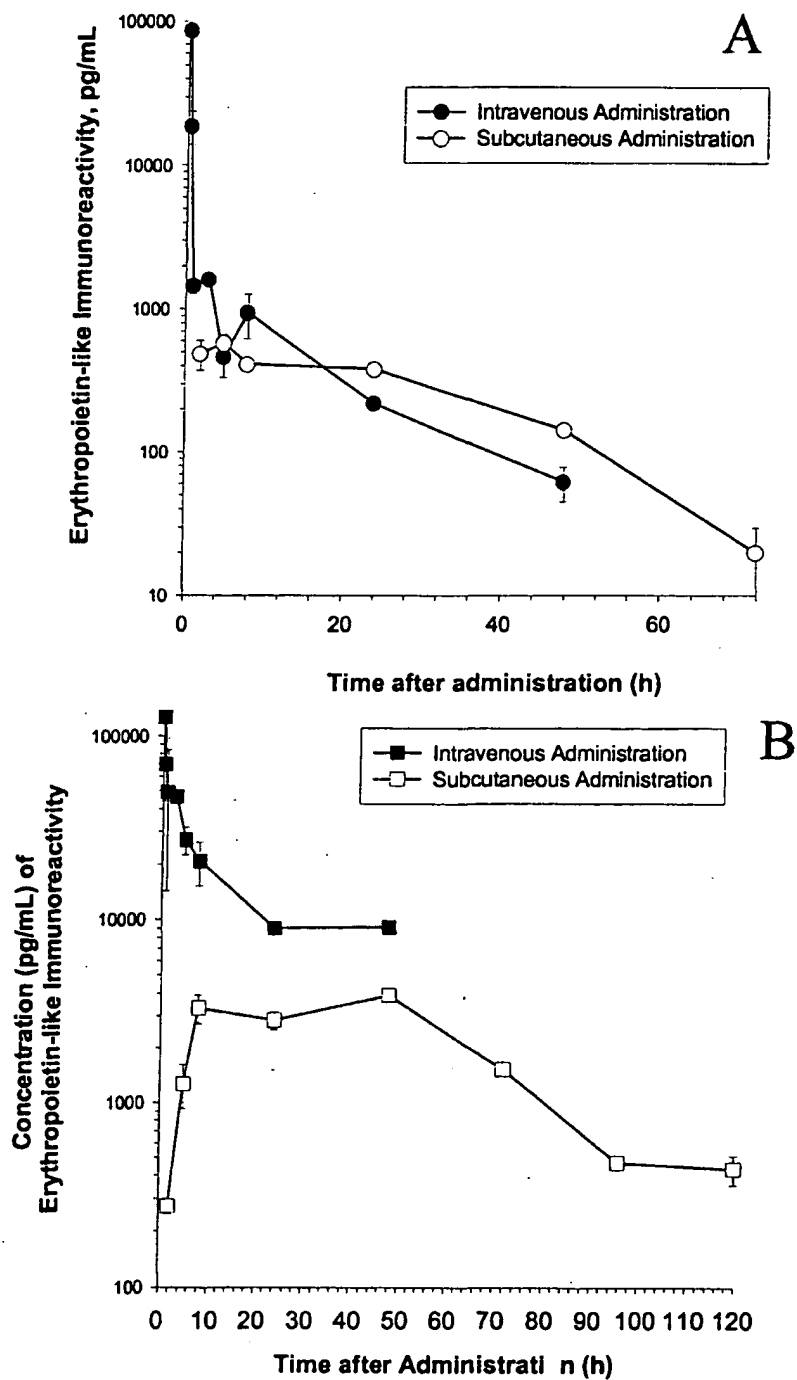 A
Erythropoietin-like Immunoreactivity, pg/mL
100000
10000
1000
100
10
Intravenous Administration
Subcutaneous Administration
0 20 40 60
Time after administration (h)
B
Concentration (pg/mL) of
Erythropoietin-like Immunoreactivity
100000
10000
1000
100
Intravenous Administration
Subcutaneous Administration
0 10 20 30 40 50 60 70 80 90 100 110 120
Time after Administrati n (h)